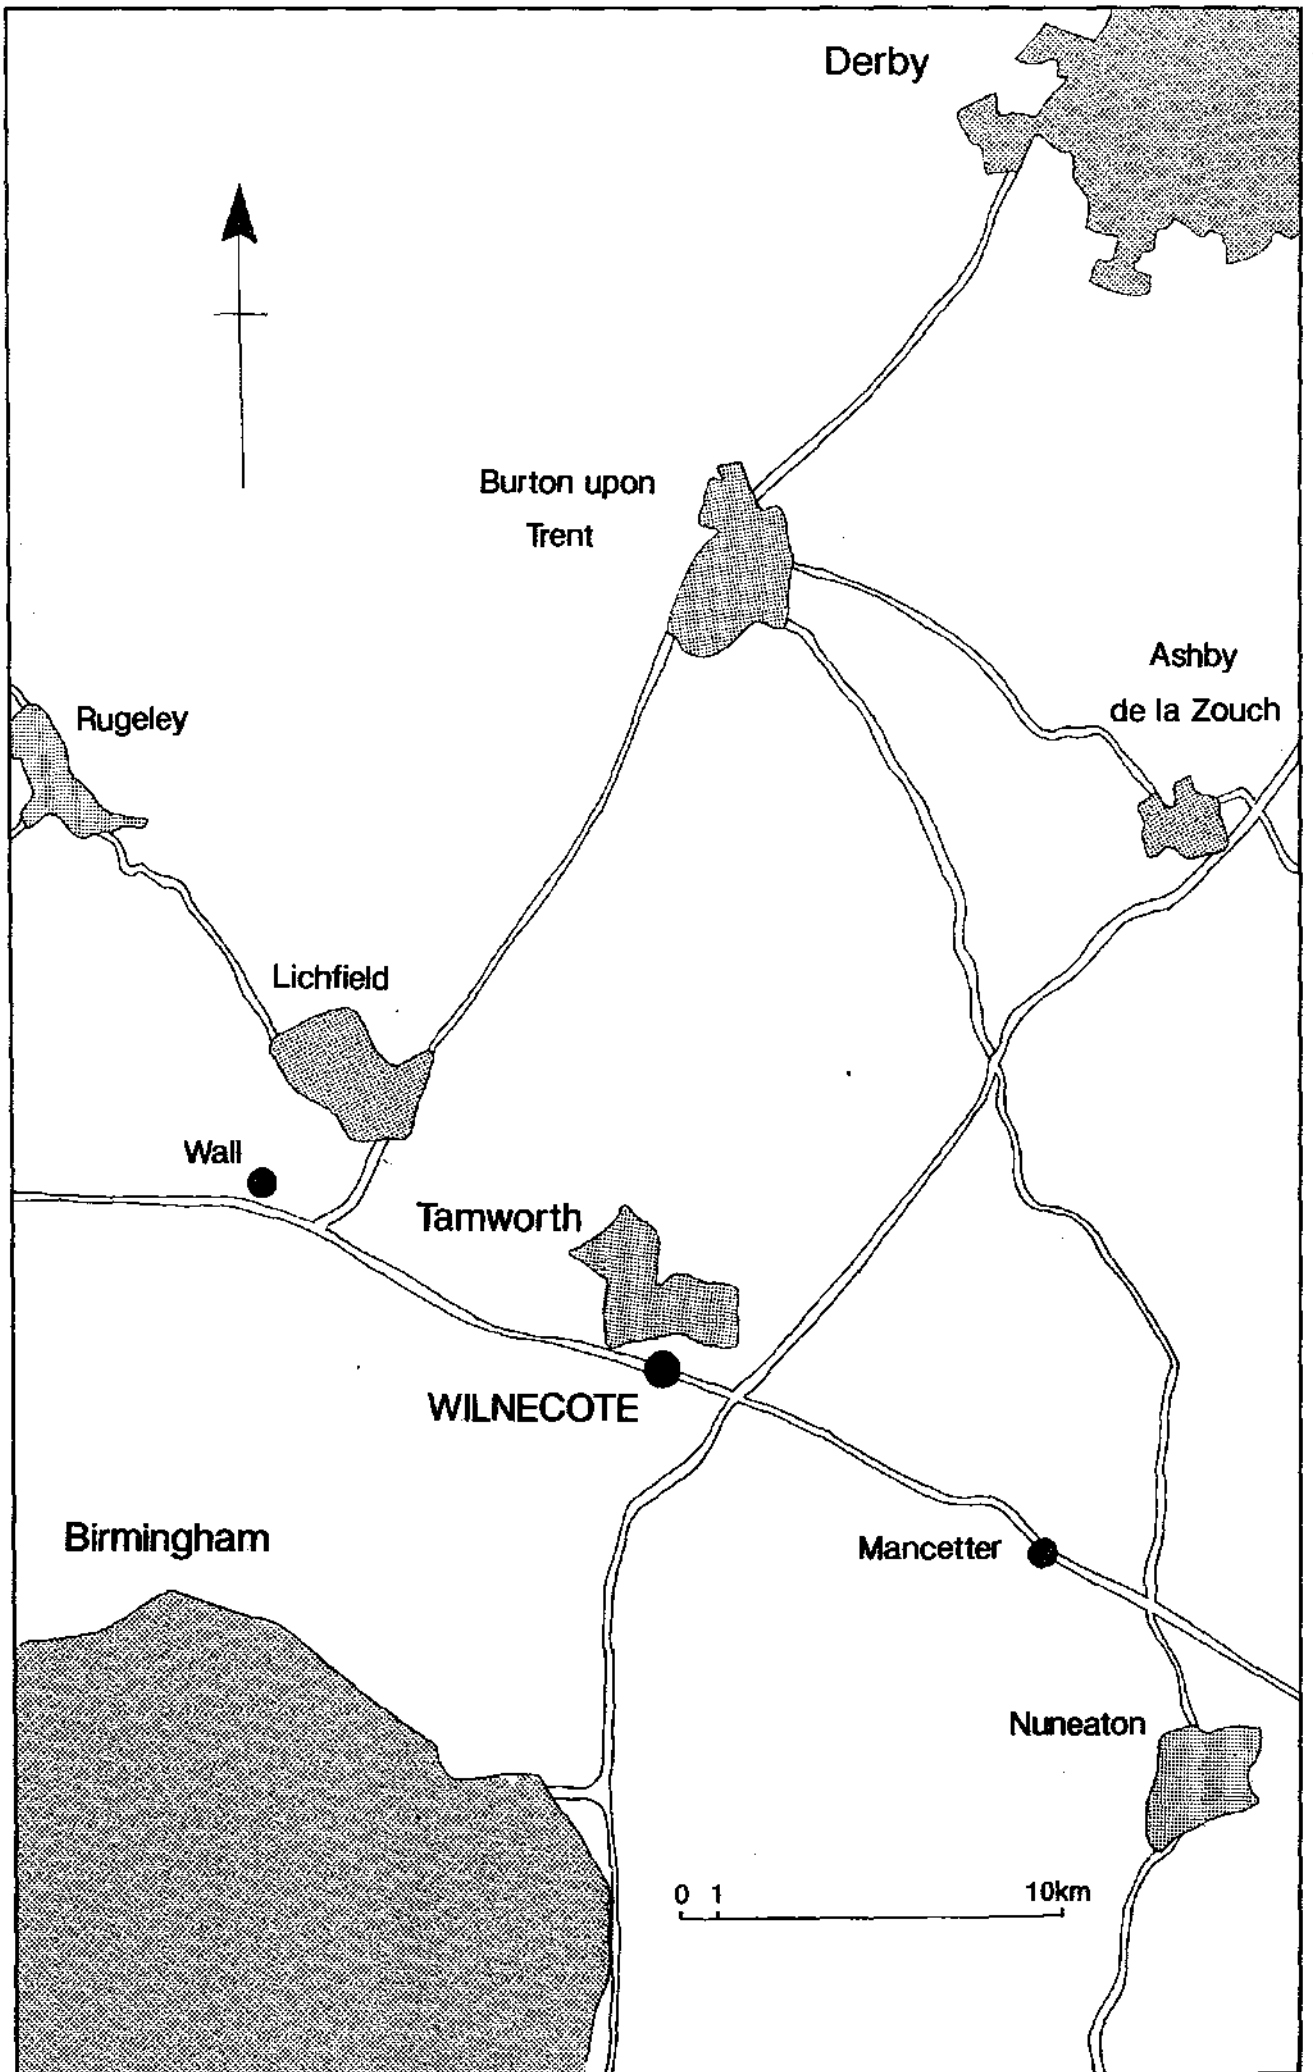 Derby
Burton upon
Trent
Ashby
de la Zouch
Rugeley
Lichfield
Wall
Tamworth
WILNECOTE
Birmingham
Mancetter
Nuneaton
0 1 10km